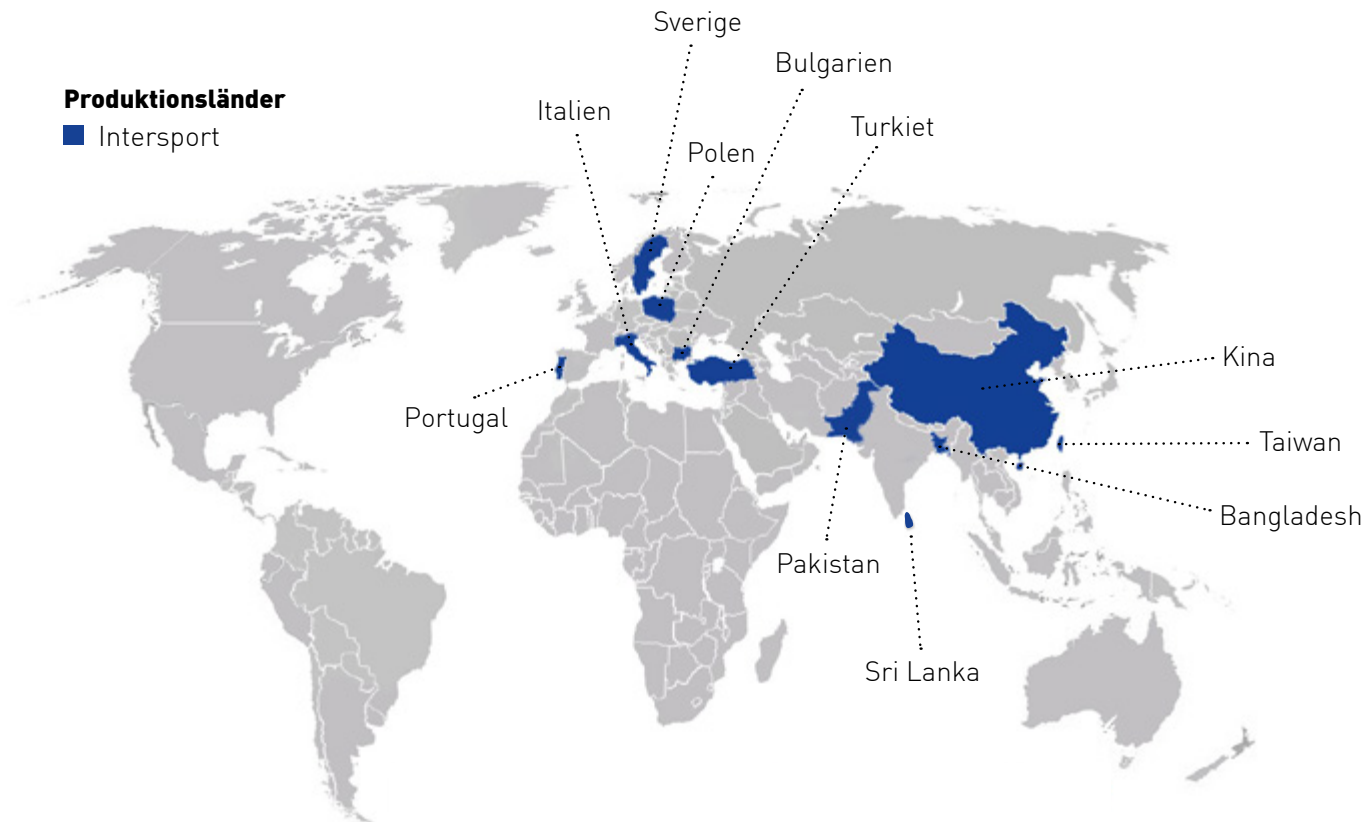 Sverige
Bulgarien
Produktionsländer
Italien
Turkiet
Intersport
Polen
Kina
Portugal
Taiwan
Bangladesh
Pakistan
Sri Lanka